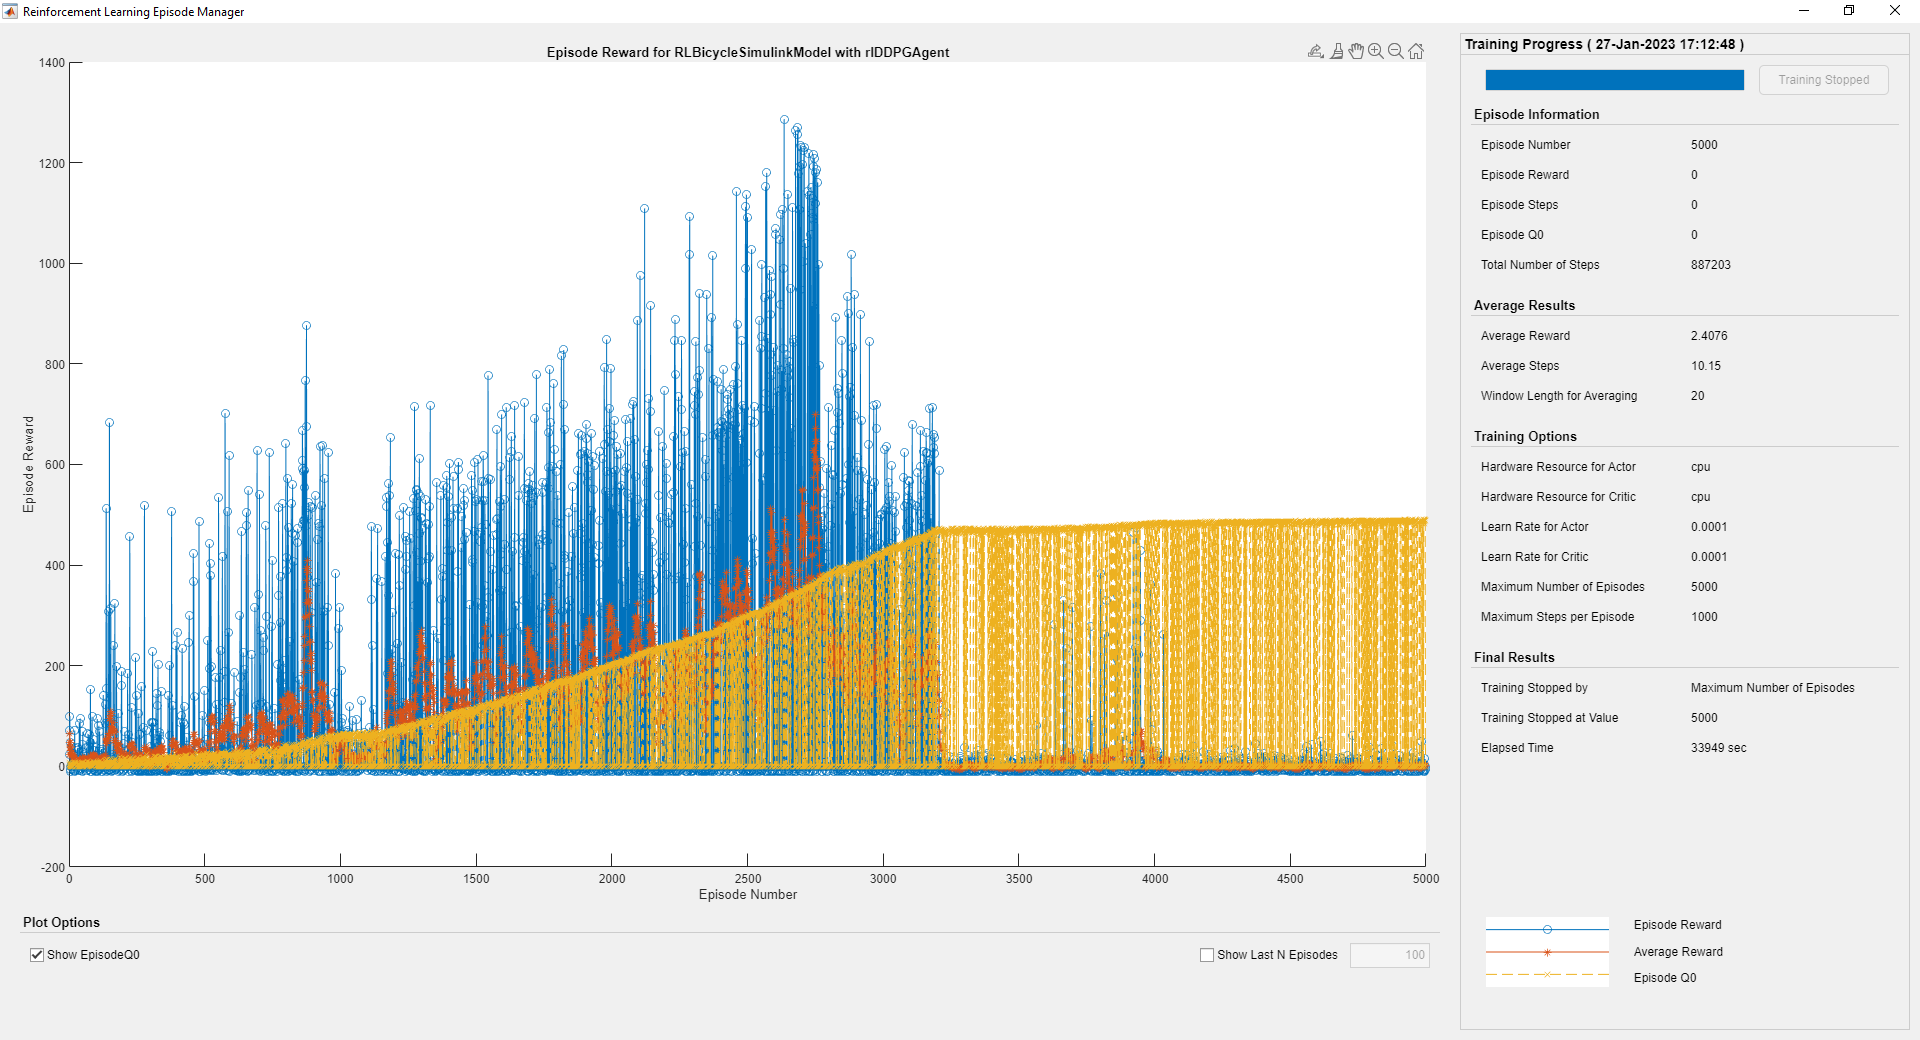 Reinforcement Learning Episode Manager
Episode Reward for RLBicycleSimulinkModel with rlDDPGAgent
1400
1200
1000
800
600
400
200
0
-200
Episode Reward
0 500 1000 1500 2000 2500 3000 3500 4000 4500 5000
Episode Number
Plot Options
Show EpisodeQ0
Show Last N Episodes 100
Training Progress ( 27-Jan-2023 17:12:48 )
Training Stopped
Episode Information
Episode Number 5000
Episode Reward 0
Episode Steps 0
Episode Q0 0
Total Number of Steps 887203
Average Results
Average Reward 2.4076
Average Steps 10.15
Window Length for Averaging 20
Training Options
Hardware Resource for Actor cpu
Hardware Resource for Critic cpu
Learn Rate for Actor 0.0001
Learn Rate for Critic 0.0001
Maximum Number of Episodes 5000
Maximum Steps per Episode 1000
Final Results
Training Stopped by Maximum Number of Episodes
Training Stopped at Value 5000
Elapsed Time 33949 sec
Episode Reward
Average Reward
Episode Q0